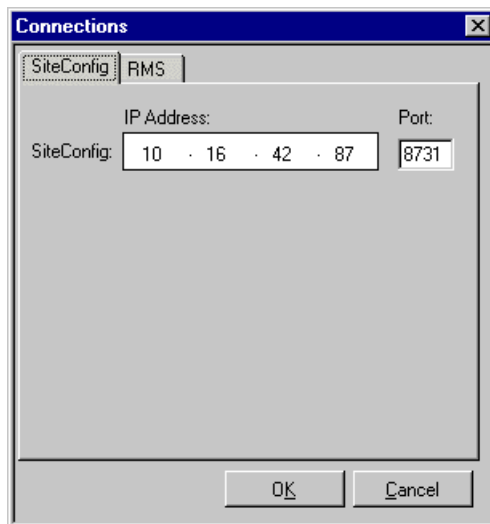 Connections
SiteConfig RMS
IP Address: Port:
SiteConfig: 10 . 16 . 42 . 87 8731
OK Cancel